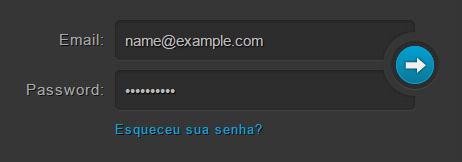 Email: name@example.com
Password: ••••••••••
Esqueceu sua senha?